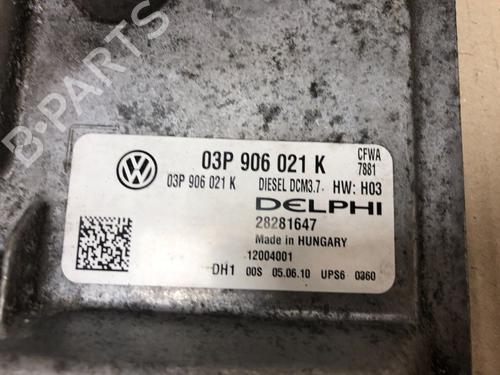 B-PARTS
03P 906 021 K
CFWA
7881
03P 906 021 K DIESEL DCM3.7 HW: H03
DELPHI
28281647
Made in HUNGARY
12004001
DH1 00S 05.06.10 UPS6 0360